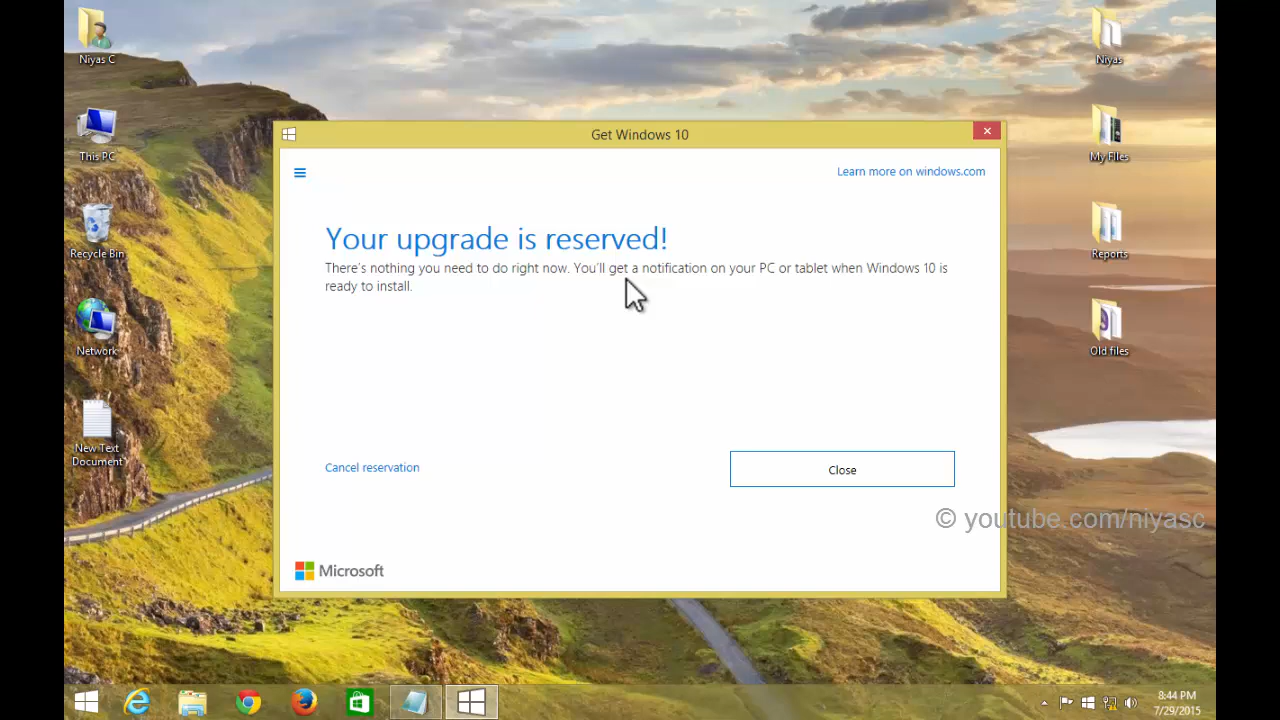 Niyas C
This PC
Recycle Bin
Network
New Text
Document
Niyas
My FIles
Reports
Old files
Get Windows 10
Learn more on windows.com
Your upgrade is reserved!
There's nothing you need to do right now. You'll get a notification on your PC or tablet when Windows 10 is
ready to install.
Cancel reservation
Close
Microsoft
© youtube.com/niyasc
8:44 PM
7/29/2015